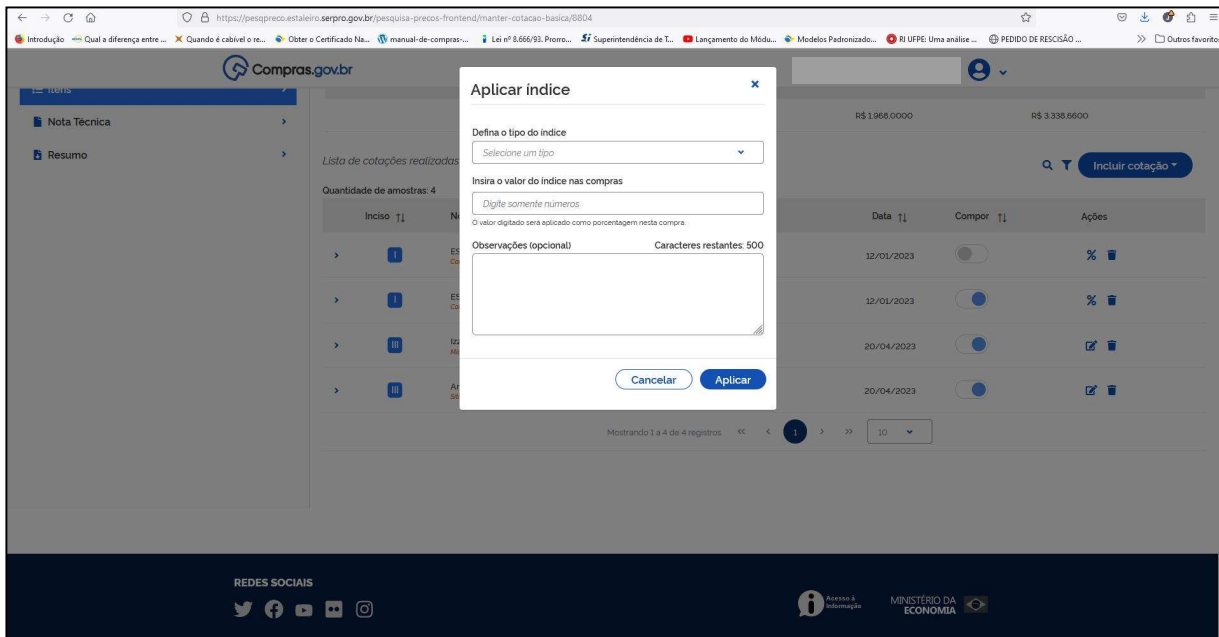 https://pesqpreco.estaleiro.serpro.gov.br/pesquisa-precos-frontend/manter-cotacao-basica/8804
Introdução Qual a diferença entre ... Quando é cabível o re... Obter o Certificado Na... manual-de-compras-... Lei nº 8.666/93. Prorro... Superintendência de T... Lançamento do Módu... Modelos Padronizado... RI UFPE: Uma análise ... PEDIDO DE RESCISÃO ... Outros favorito
Compras.gov.br
Itens
Nota Técnica
Resumo
Aplicar índice
Defina o tipo do índice
Selecione um tipo
Insira o valor do índice nas compras
Digite somente números
O valor digitado será aplicado como porcentagem nesta compra.
Observações (opcional) Caracteres restantes: 500
Cancelar Aplicar
R$ 1.968,0000 R$ 3.338,6600
Lista de cotações realizadas
Incluir cotação
Quantidade de amostras: 4
Inciso Data Compor Ações
I 12/01/2023
I 12/01/2023
III 20/04/2023
III 20/04/2023
Mostrando 1 a 4 de 4 registros « ‹ 1 › » 10
REDES SOCIAIS
Acesso à
Informação
MINISTÉRIO DA
ECONOMIA